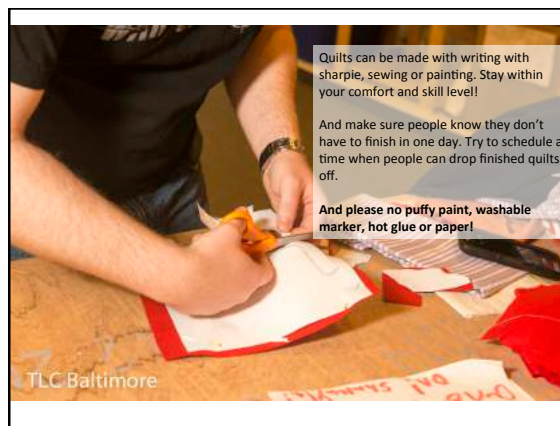 Quilts can be made with writing with
sharpie, sewing or painting. Stay within
your comfort and skill level!
And make sure people know they don't
have to finish in one day. Try to schedule a
time when people can drop finished quilts
off.
And please no puffy paint, washable
marker, hot glue or paper!
TLC Baltimore